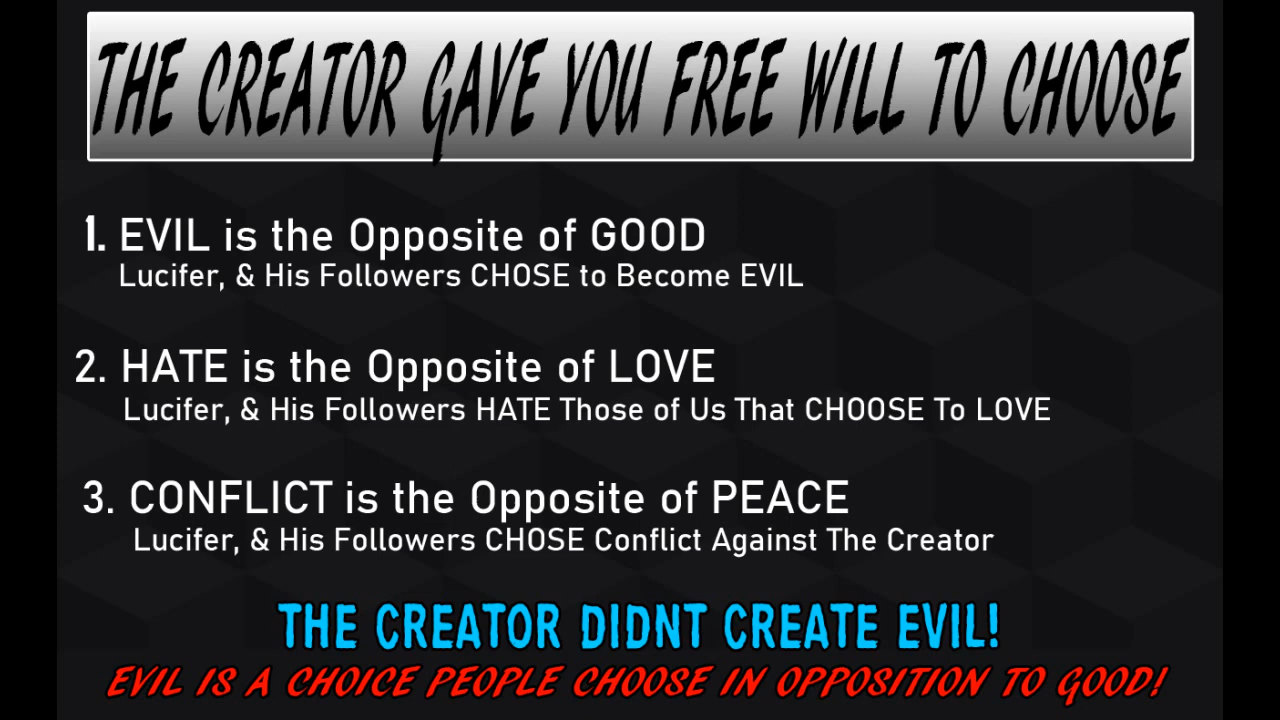 THE CREATOR GAVE YOU FREE WILL TO CHOOSE
1. EVIL is the Opposite of GOOD
Lucifer, & His Followers CHOSE to Become EVIL
2. HATE is the Opposite of LOVE
Lucifer, & His Followers HATE Those of Us That CHOOSE To LOVE
3. CONFLICT is the Opposite of PEACE
Lucifer, & His Followers CHOSE Conflict Against The Creator
THE CREATOR DIDNT CREATE EVIL!
EVIL IS A CHOICE PEOPLE CHOOSE IN OPPOSITION TO GOOD!